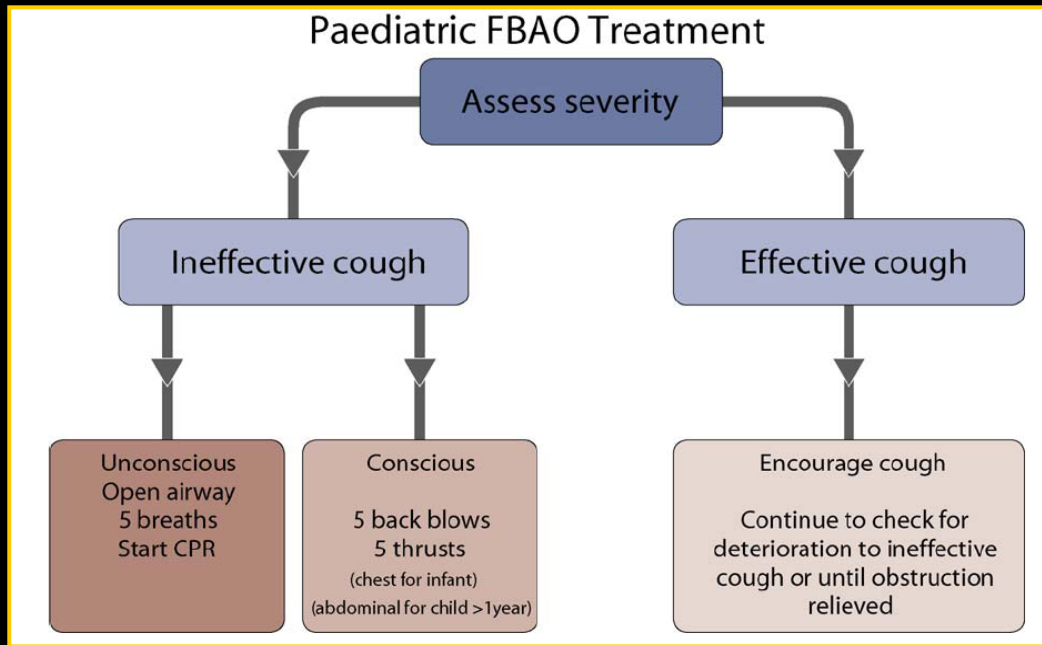 Paediatric FBAO Treatment
Assess severity
Ineffective cough
Effective cough
Unconscious
Open airway
5 breaths
Start CPR
Conscious
5 back blows
5 thrusts
(chest for infant)
(abdominal for child >1year)
Encourage cough
Continue to check for
deterioration to ineffective
cough or until obstruction
relieved